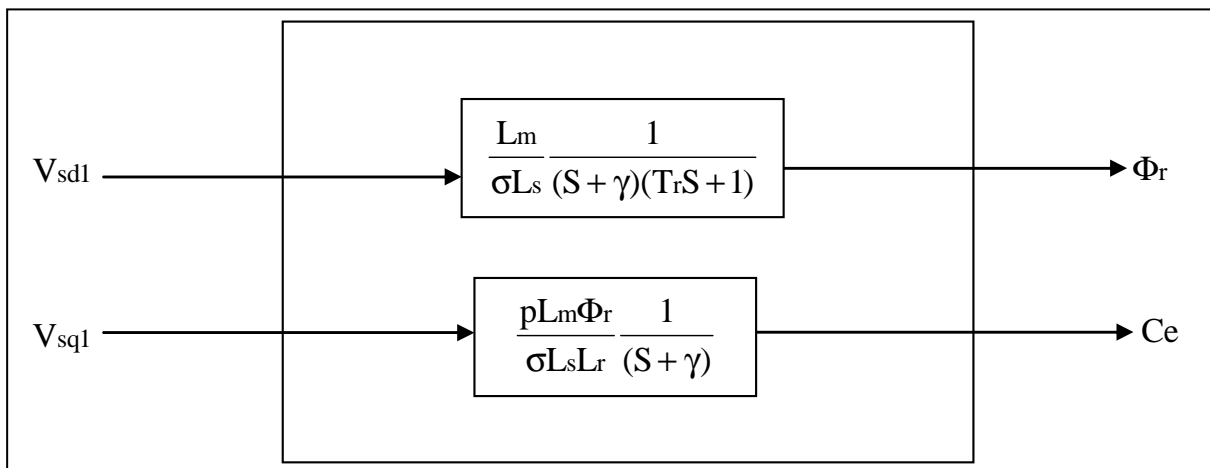 Vsd1
Lm / σLs 1 / (S + γ)(TrS + 1)
Φr
Vsq1
pLmΦr / σLsLr 1 / (S + γ)
Ce